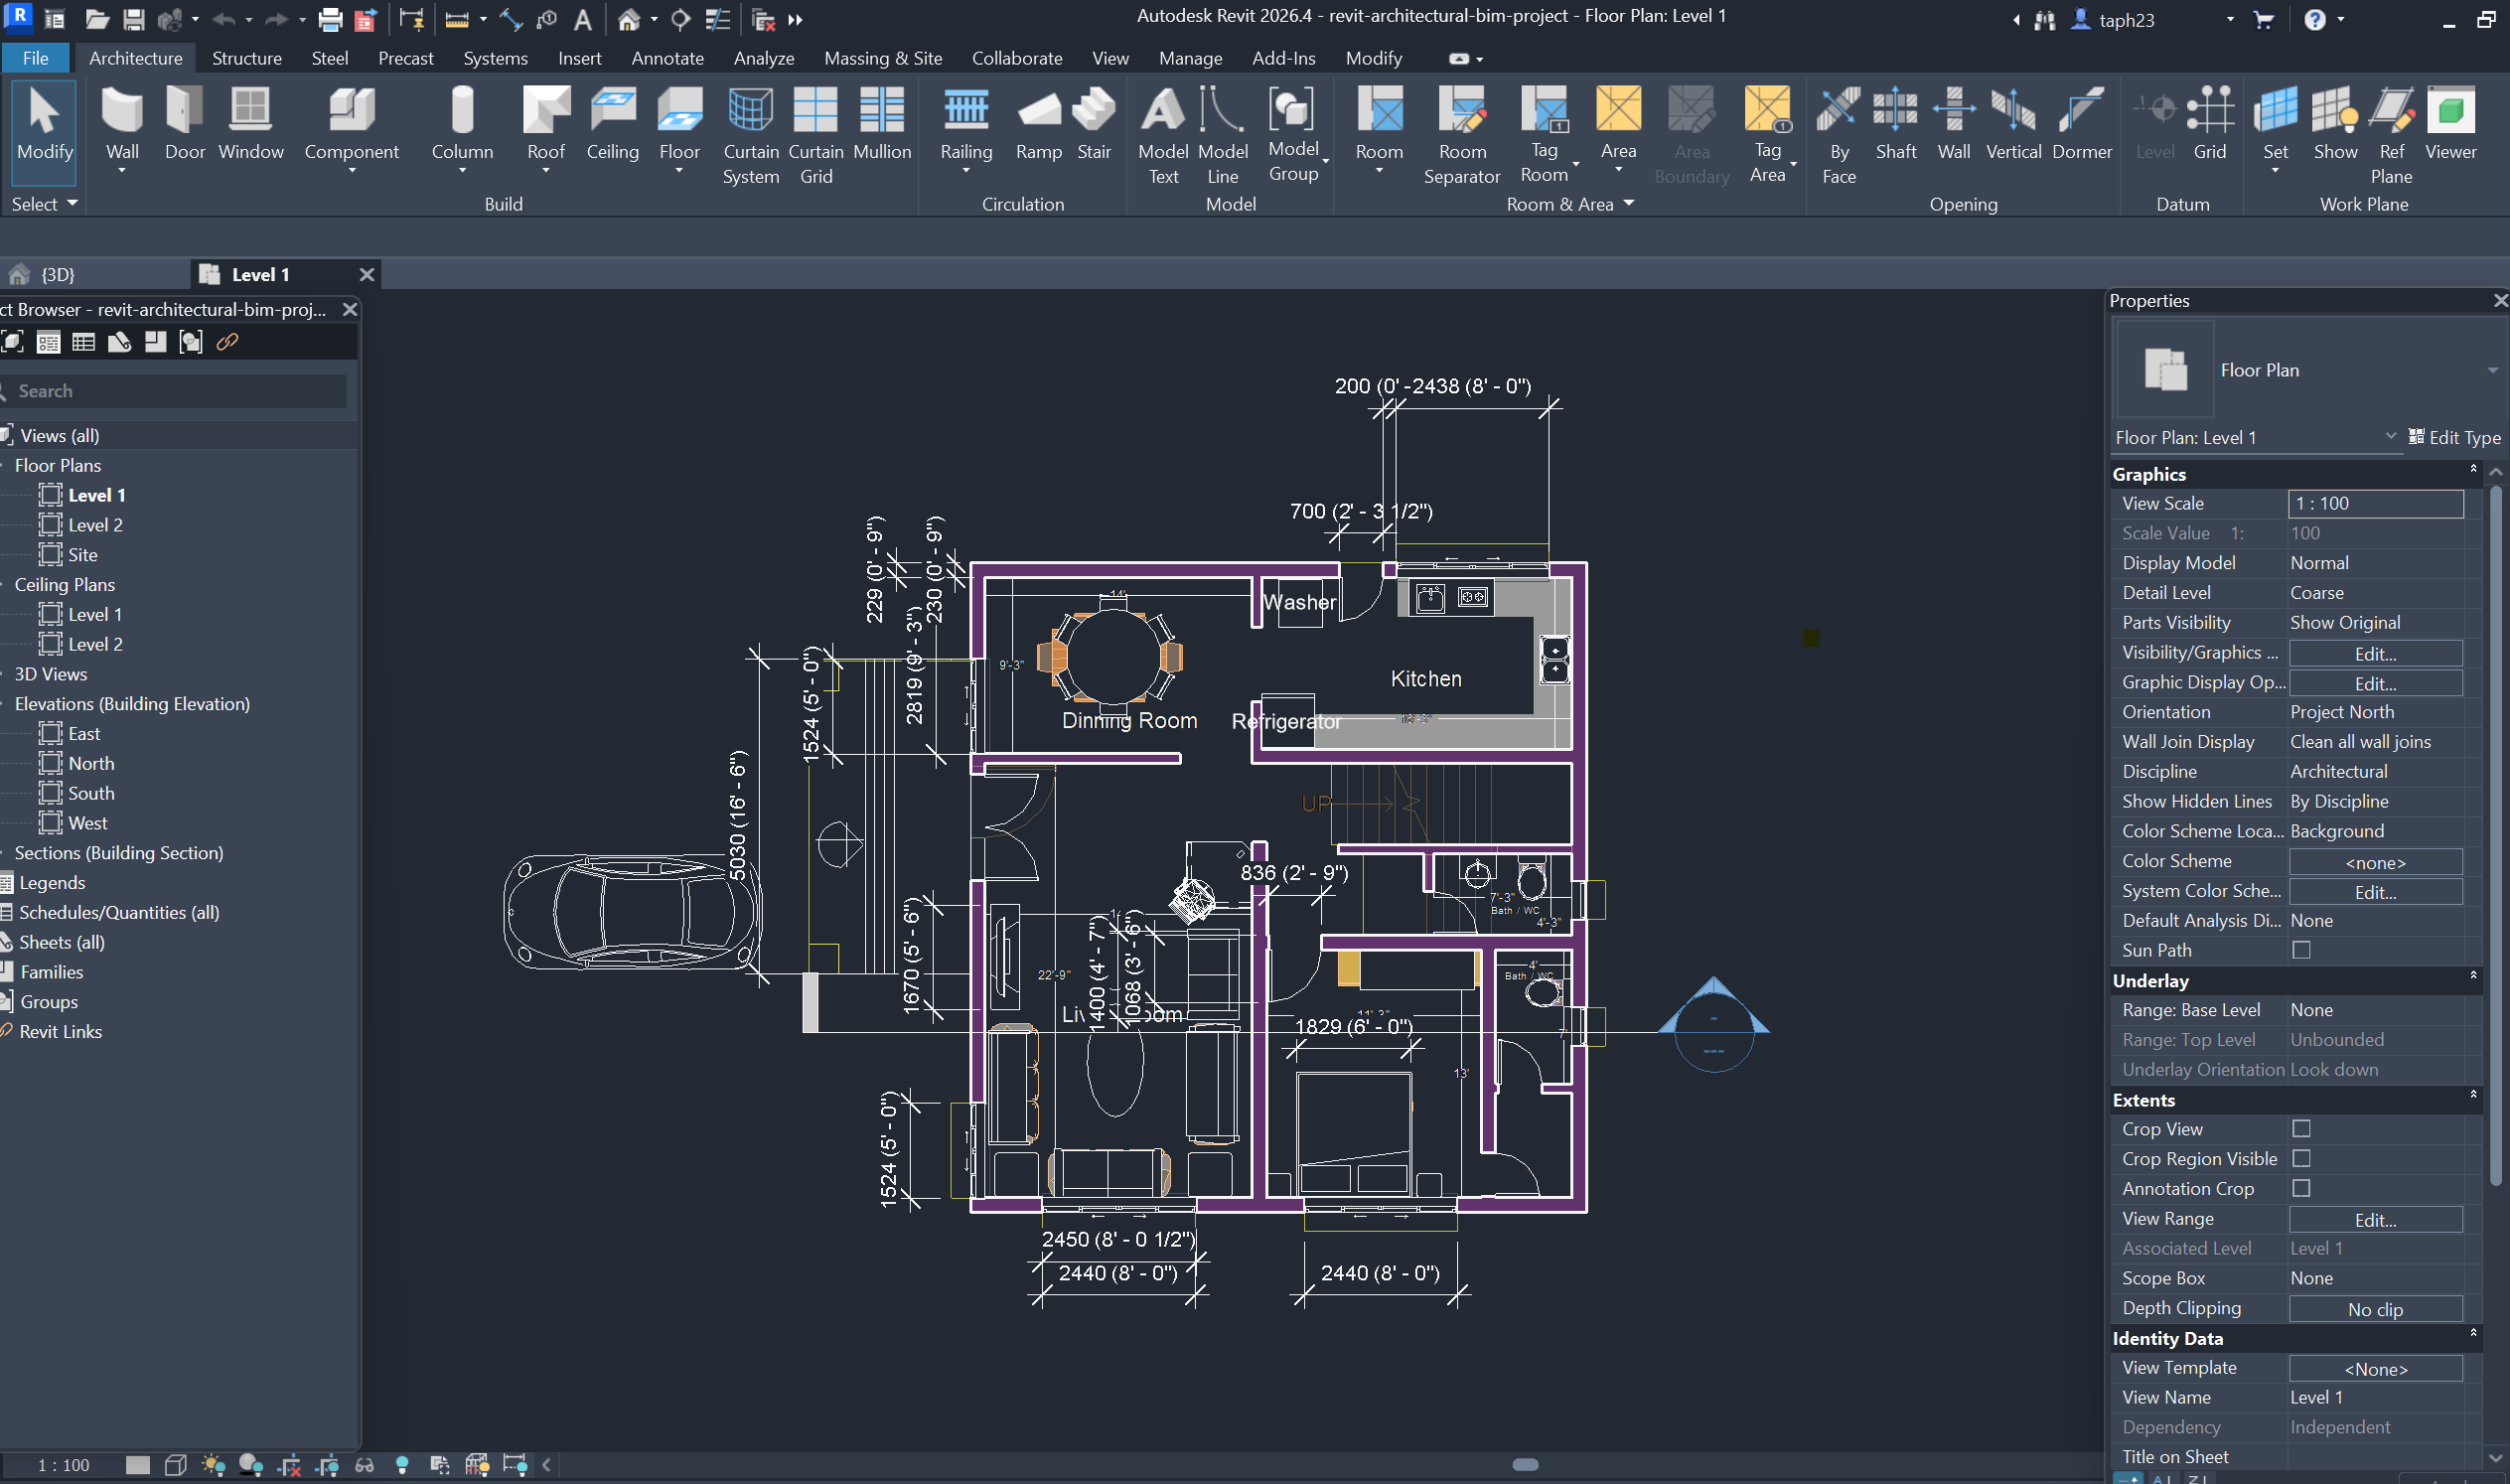 Autodesk Revit 2026.4 - revit-architectural-bim-project - Floor Plan: Level 1
taph23
File Architecture Structure Steel Precast Systems Insert Annotate Analyze Massing & Site Collaborate View Manage Add-Ins Modify
Modify Wall Door Window Component Column Roof Ceiling Floor Curtain System Curtain Grid Mullion Railing Ramp Stair Model Text Model Line Model Group Room Room Separator Tag Room Area Area Boundary Tag Area By Face Shaft Wall Vertical Dormer Level Grid Set Show Ref Plane Viewer
Select Build Circulation Model Room & Area Opening Datum Work Plane
{3D} Level 1
ct Browser - revit-architectural-bim-proj...
Search
Views (all)
Floor Plans
Level 1
Level 2
Site
Ceiling Plans
Level 1
Level 2
3D Views
Elevations (Building Elevation)
East
North
South
West
Sections (Building Section)
Legends
Schedules/Quantities (all)
Sheets (all)
Families
Groups
Revit Links
200 (0' -2438 (8' - 0")
700 (2' - 3 1/2")
229 (0' - 9")
230 (0' - 9")
14'
Washer
9'-3"
2819 (9' - 3")
1524 (5' - 0")
Kitchen
Dinning Room
Refrigerator
5030 (16' - 6")
UP
836 (2' - 9")
7'-3"
Bath / WC
4'-3"
1670 (5' - 6")
22'-9"
1400 (4' - 7")
1068 (3' - 6")
4'
Bath / WC
1829 (6' - 0")
7'
13'
1524 (5' - 0")
2450 (8' - 0 1/2")
2440 (8' - 0")
2440 (8' - 0")
Properties
Floor Plan
Floor Plan: Level 1 Edit Type
Graphics
View Scale 1 : 100
Scale Value 1: 100
Display Model Normal
Detail Level Coarse
Parts Visibility Show Original
Visibility/Graphics ... Edit...
Graphic Display Op... Edit...
Orientation Project North
Wall Join Display Clean all wall joins
Discipline Architectural
Show Hidden Lines By Discipline
Color Scheme Loca... Background
Color Scheme <none>
System Color Sche... Edit...
Default Analysis Di... None
Sun Path
Underlay
Range: Base Level None
Range: Top Level Unbounded
Underlay Orientation Look down
Extents
Crop View
Crop Region Visible
Annotation Crop
View Range Edit...
Associated Level Level 1
Scope Box None
Depth Clipping No clip
Identity Data
View Template <None>
View Name Level 1
Dependency Independent
Title on Sheet
1 : 100